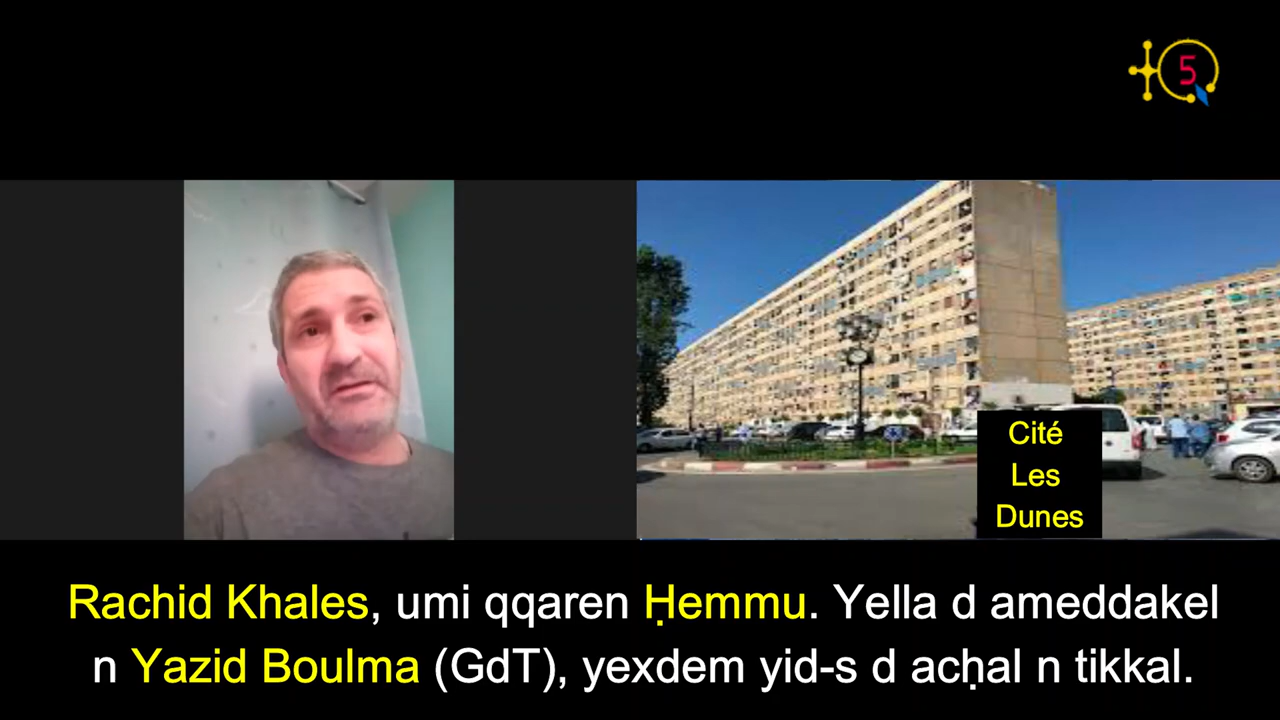 5
Cité
Les
Dunes
Rachid Khales, umi qqaren Ḥemmu. Yella d ameddakel
n Yazid Boulma (GdT), yexdem yid-s d acḥal n tikkal.